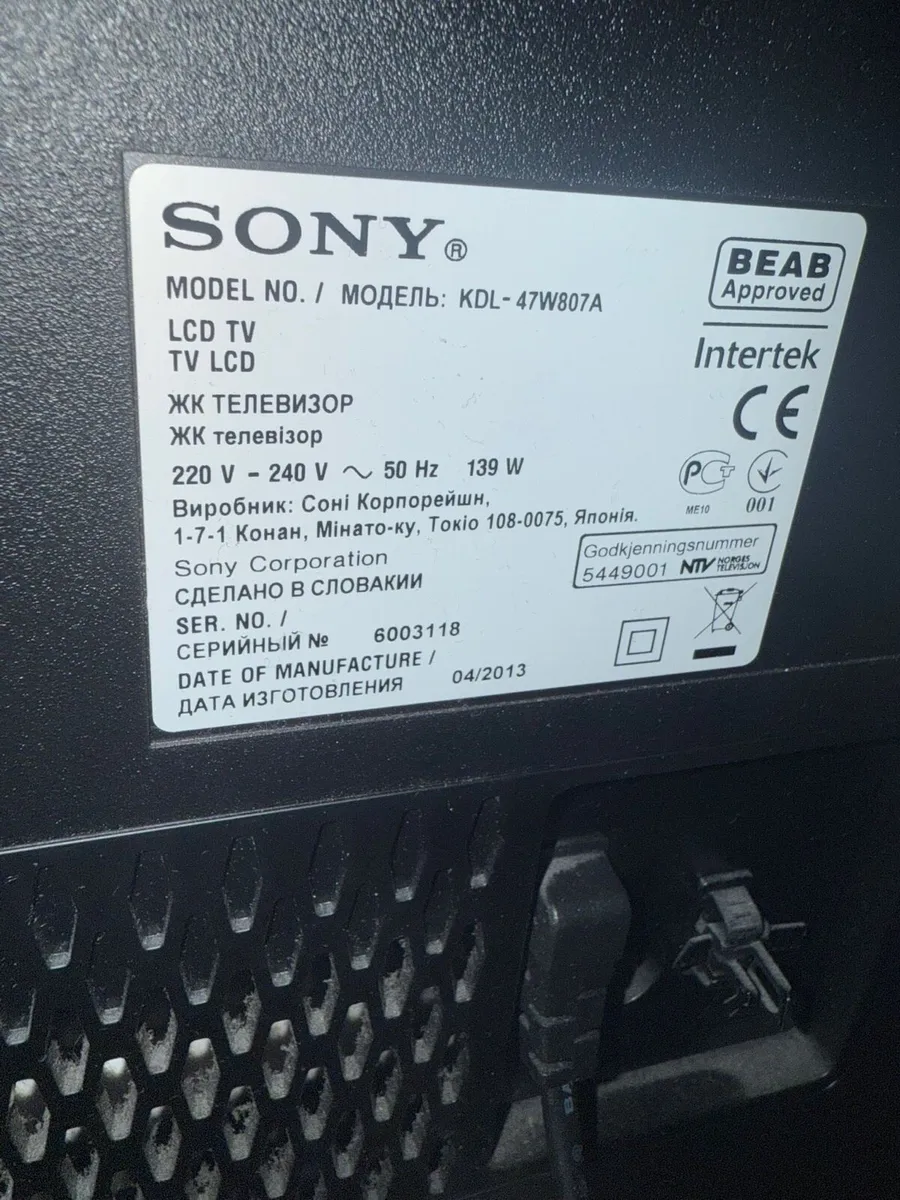 SONY®
BEAB
Approved
MODEL NO. / МОДЕЛЬ: KDL-47W807A
Intertek
LCD TV
TV LCD
CE
ЖК ТЕЛЕВИЗОР
ЖК телевізор
220 V - 240 V ~ 50 Hz 139 W
РСТ
ME10
001
Виробник: Соні Корпорейшн,
1-7-1 Конан, Мінато-ку, Токіо 108-0075, Японія.
Godkjenningsnummer
5449001 NTV NORGES TELEVISJON
Sony Corporation
СДЕЛАНО В СЛОВАКИИ
SER. NO. /
СЕРИЙНЫЙ № 6003118
DATE OF MANUFACTURE /
ДАТА ИЗГОТОВЛЕНИЯ 04/2013